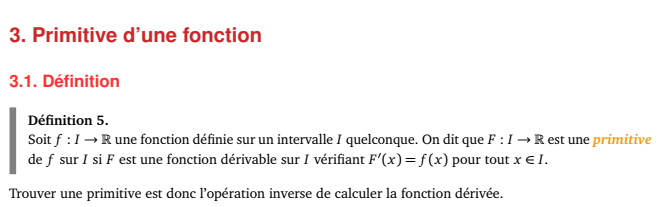 3. Primitive d’une fonction
3.1. Définition
Définition 5.
Soit f : I → ℝ une fonction définie sur un intervalle I quelconque. On dit que F : I → ℝ est une primitive
de f sur I si F est une fonction dérivable sur I vérifiant F′(x) = f(x) pour tout x ∈ I.
Trouver une primitive est donc l’opération inverse de calculer la fonction dérivée.